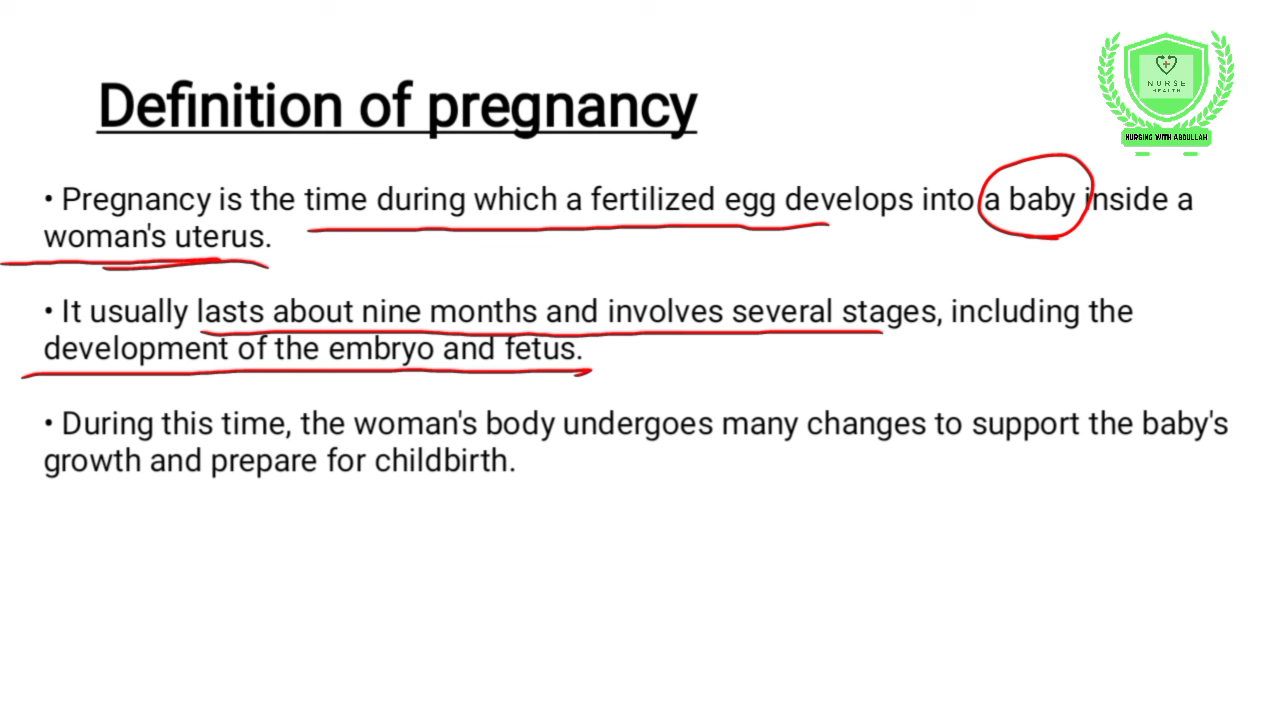 NURSE
HEALTH
NURSING WITH ABDULLAH
Definition of pregnancy
• Pregnancy is the time during which a fertilized egg develops into a baby inside a
woman's uterus.
• It usually lasts about nine months and involves several stages, including the
development of the embryo and fetus.
• During this time, the woman's body undergoes many changes to support the baby's
growth and prepare for childbirth.